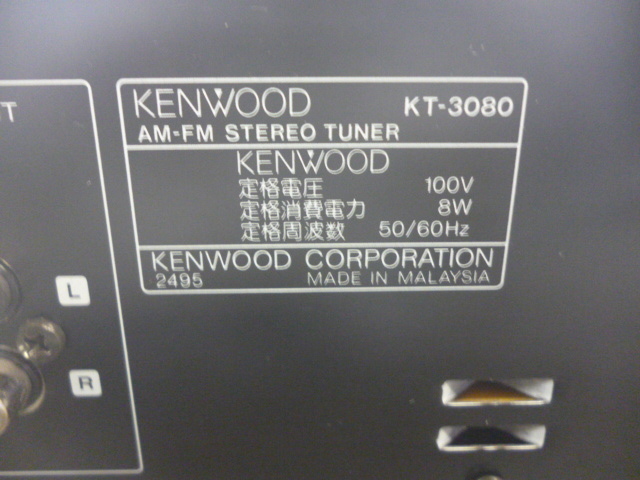 KENWOOD KT-3080
AM-FM STEREO TUNER
KENWOOD
定格電圧 100V
定格消費電力 8W
定格周波数 50/60Hz
KENWOOD CORPORATION
2495 MADE IN MALAYSIA
L
R